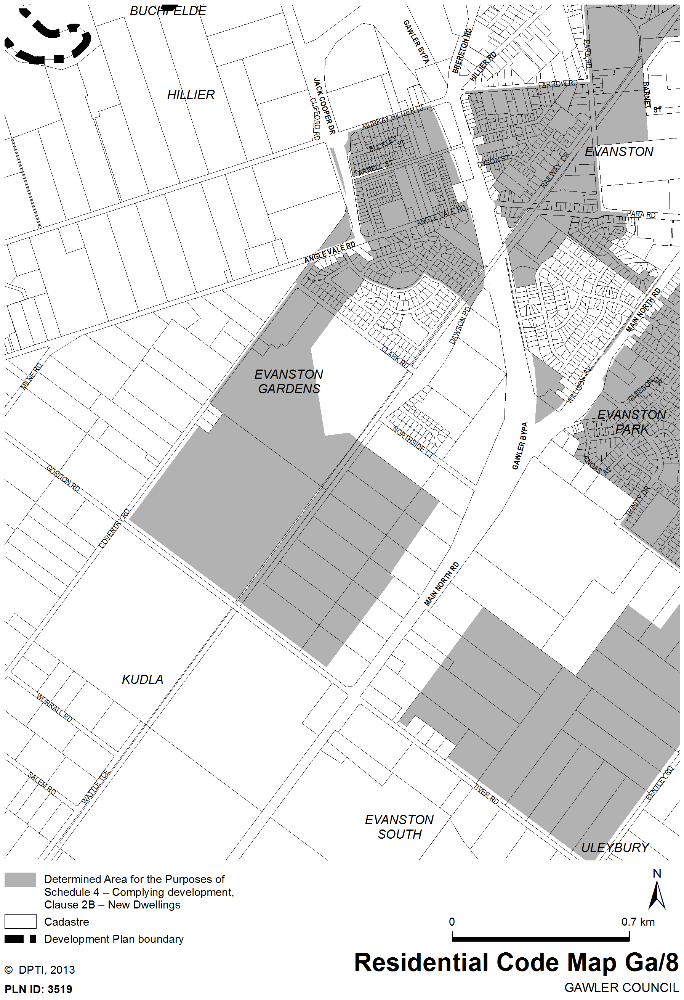 BUCHFELDE
GAWLER BYPA
BRERETON RD
HILLIER RD
PARA RD
FARROW RD
BARNET ST
HILLIER
JACK COOPER DR
CLIFFORD RD
MURRAY HILLIER CT
BUCKLEY ST
FARRELL ST
DYSON ST
RAILWAY CR
EVANSTON
ANGLE VALE RD
PARA RD
ANGLE VALE RD
MAIN NORTH RD
DAWSON RD
CLARK RD
MILNE RD
EVANSTON
GARDENS
WILLISON AV
GLEESON GR
EVANSTON
PARK
NORTHSIDE CT
GAWLER BYPA
ANGAS AV
GORDON RD
TRINITY DR
COVENTRY RD
MAIN NORTH RD
KUDLA
WORRALL RD
SALEM RD
WATTLE TCE
TIVER RD
BENTLEY RD
EVANSTON
SOUTH
ULEYBURY
Determined Area for the Purposes of
Schedule 4 – Complying development,
Clause 2B – New Dwellings
Cadastre
Development Plan boundary
N
0 0.7 km
Residential Code Map Ga/8
© DPTI, 2013
PLN ID: 3519
GAWLER COUNCIL